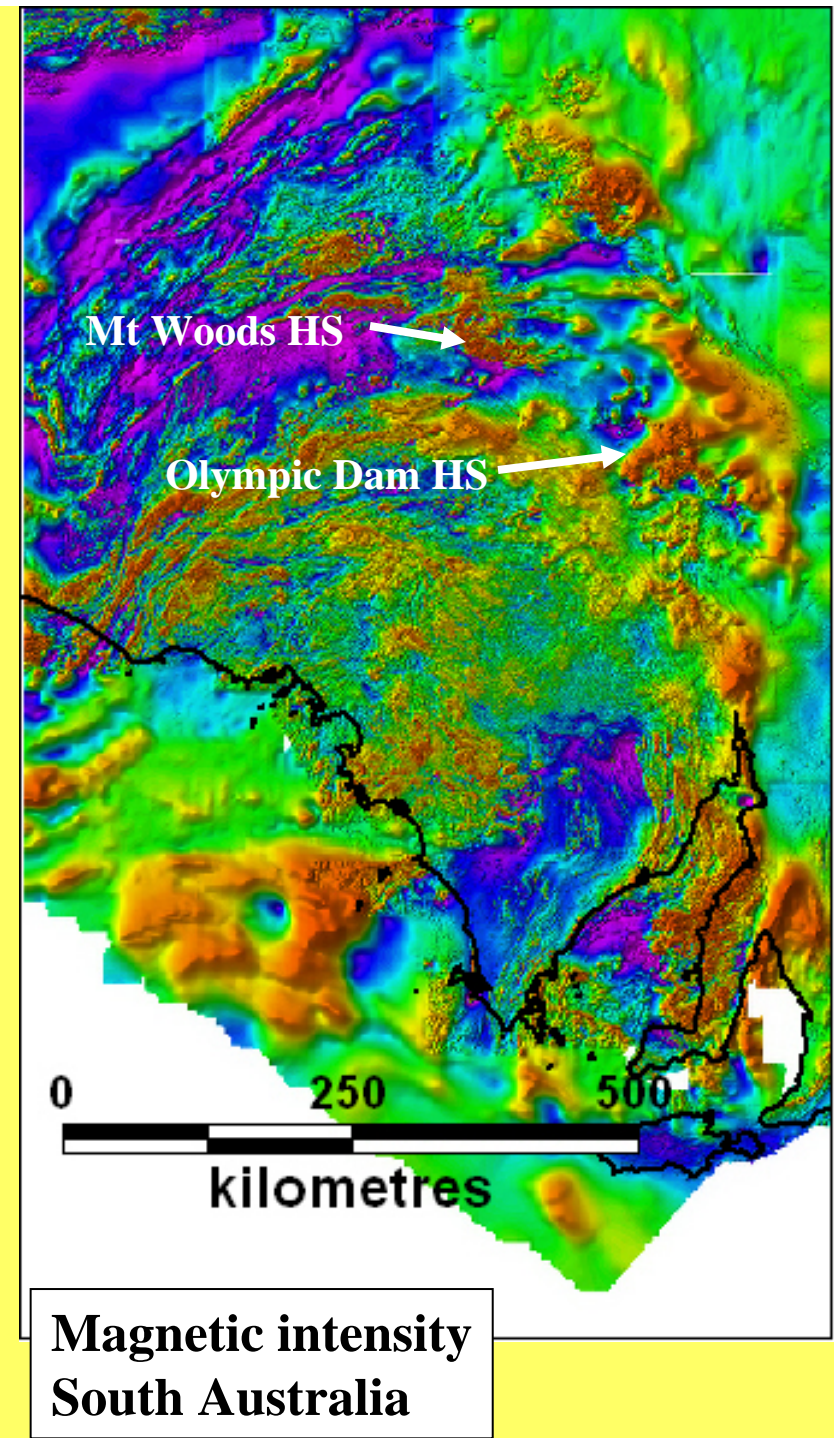 Mt Woods HS
Olympic Dam HS
0 250 500
kilometres
Magnetic intensity
South Australia